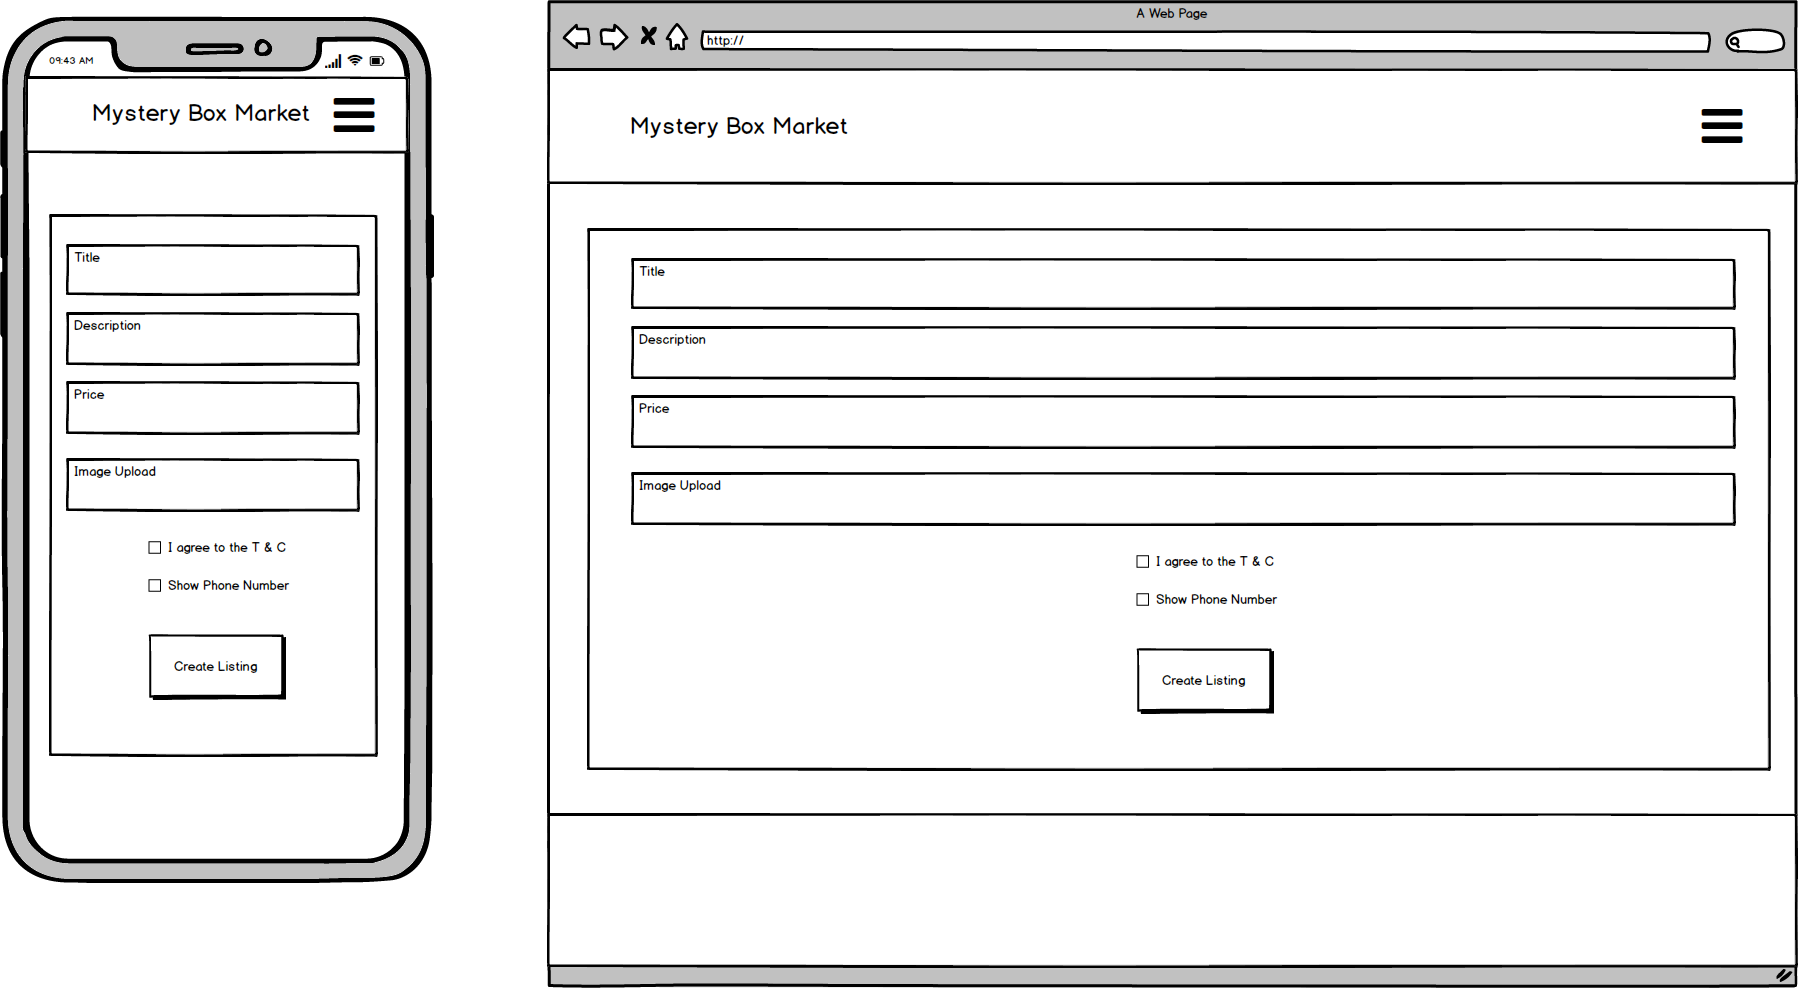 09:43 AM
Mystery Box Market
Title
Description
Price
Image Upload
I agree to the T & C
Show Phone Number
Create Listing
A Web Page
http://
Mystery Box Market
Title
Description
Price
Image Upload
I agree to the T & C
Show Phone Number
Create Listing